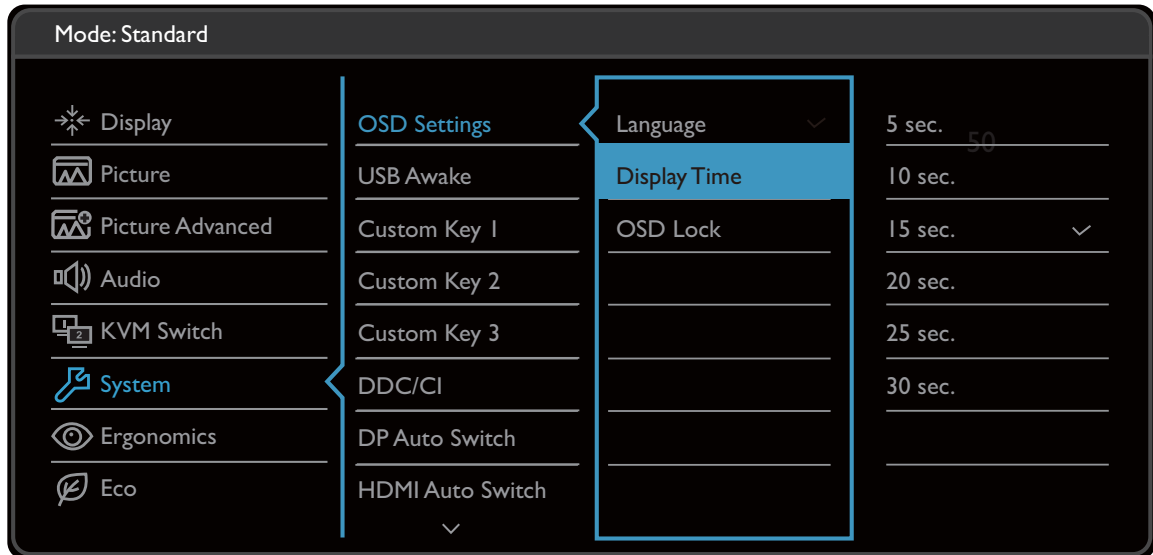 Mode: Standard
Display
Picture
Picture Advanced
Audio
KVM Switch
System
Ergonomics
Eco
OSD Settings
USB Awake
Custom Key 1
Custom Key 2
Custom Key 3
DDC/CI
DP Auto Switch
HDMI Auto Switch
Language
Display Time
OSD Lock
5 sec.
50
10 sec.
15 sec.
20 sec.
25 sec.
30 sec.